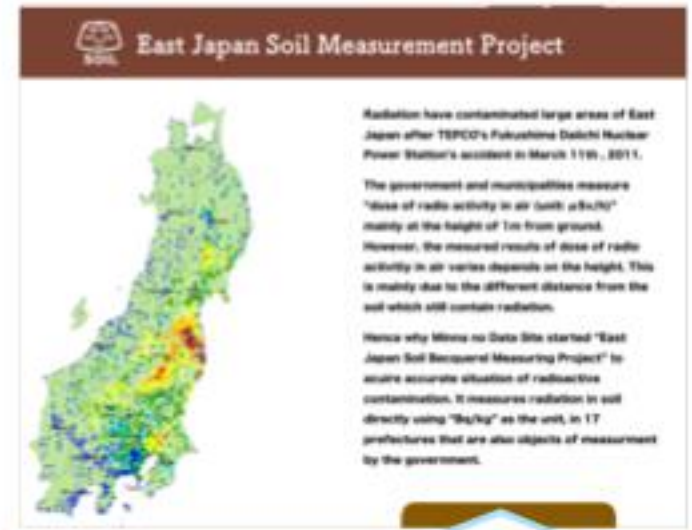 SOIL
East Japan Soil Measurement Project
Radiation have contaminated large areas of East
Japan after TEPCO's Fukushima Daiichi Nuclear
Power Station's accident in March 11th , 2011.
The government and municipalities measure
"dose of radio activity in air (unit: μSv/h)"
mainly at the height of 1m from ground.
However, the mesured resuls of dose of radio
activity in air varies depends on the height. This
is mainly due to the different distance from the
soil which still contain radiation.
Hence why Minna no Data Site started "East
Japan Soil Becquerel Measuring Project" to
acuire accurate situation of radioactive
contamination. It measures radiation in soil
directly using "Bq/kg" as the unit, in 17
prefectures that are also objects of measurment
by the government.